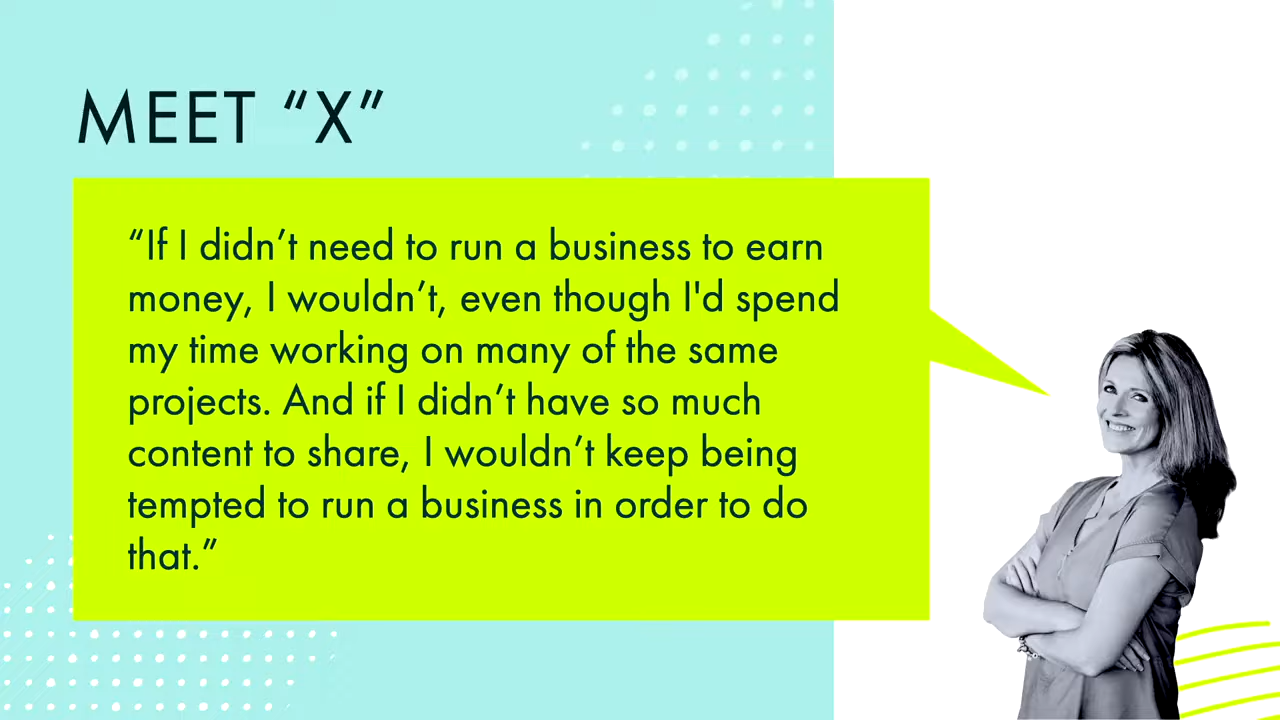 MEET “X”
“If I didn’t need to run a business to earn
money, I wouldn’t, even though I'd spend
my time working on many of the same
projects. And if I didn’t have so much
content to share, I wouldn’t keep being
tempted to run a business in order to do
that.”